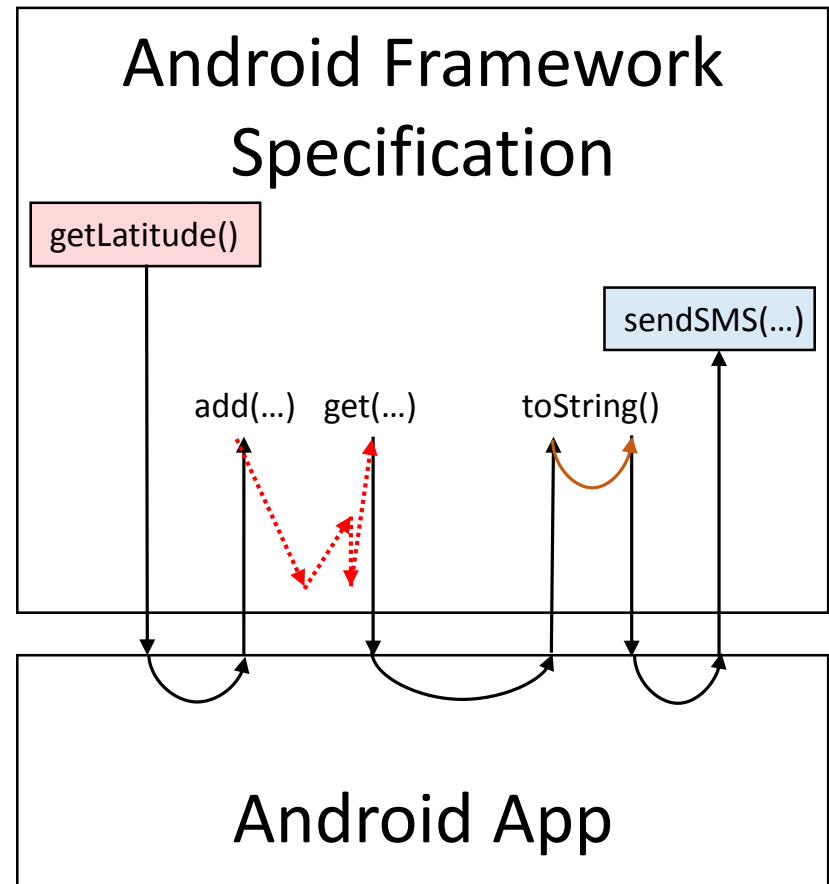 Android Framework
Specification
getLatitude()
sendSMS(…)
add(…) get(…) toString()
Android App